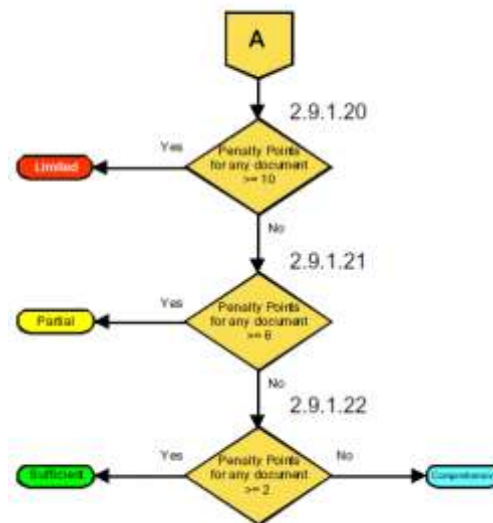 A
2.9.1.20
Yes
Penalty Points
for any document
>= 10
Limited
No
2.9.1.21
Yes
Penalty Points
for any document
>= 6
Partial
No
2.9.1.22
Yes
Penalty Points
for any document
>= 2
No
Sufficient